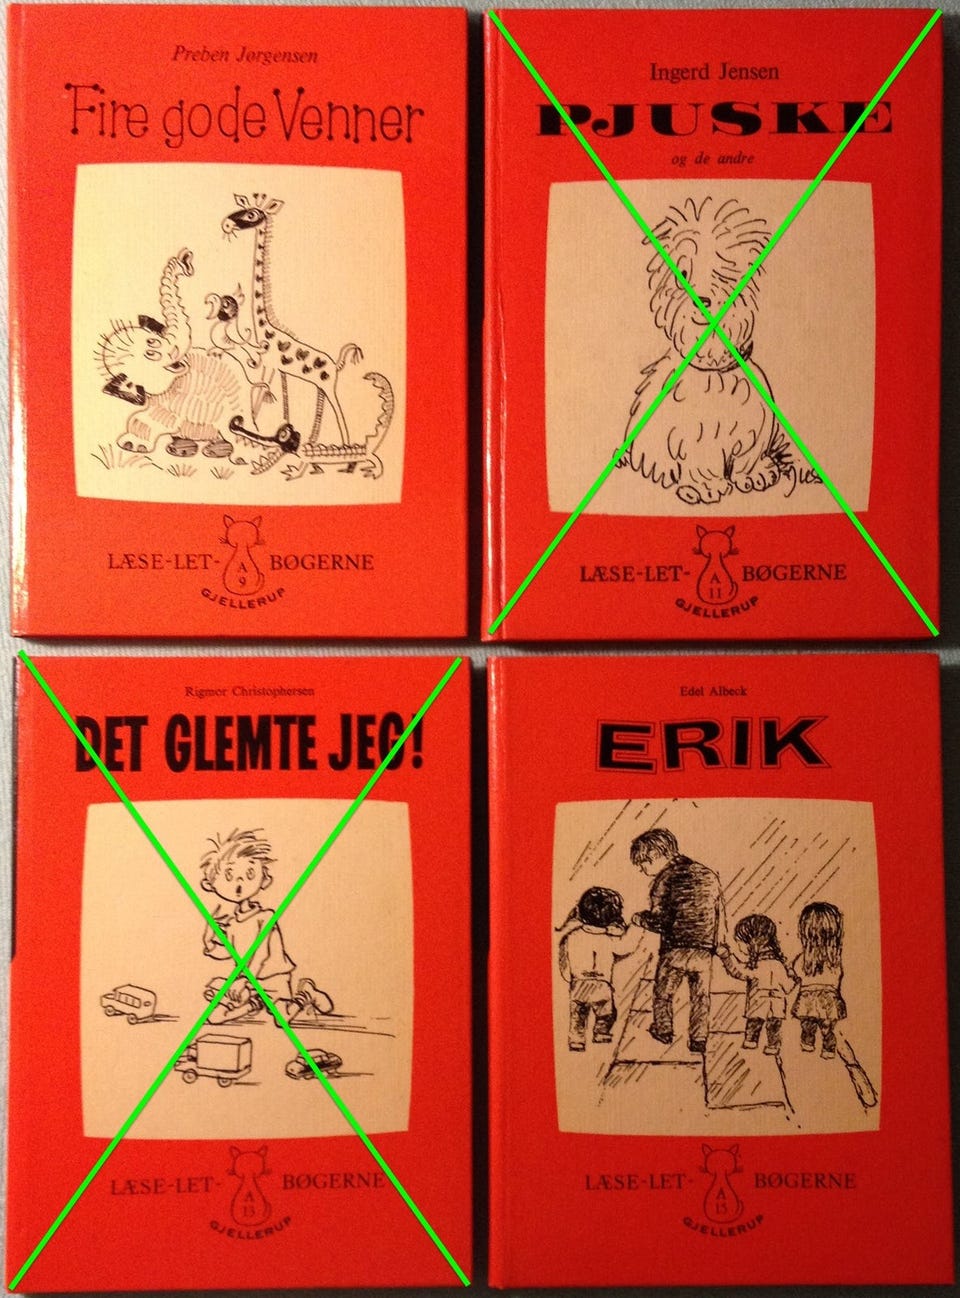 Preben Jørgensen
Fire gode Venner
LÆSE-LET-BØGERNE
A
9
GJELLERUP
Ingerd Jensen
PJUSKE
og de andre
LÆSE-LET-BØGERNE
A
11
GJELLERUP
Rigmor Christophersen
DET GLEMTE JEG!
LÆSE-LET-BØGERNE
A
13
GJELLERUP
Edel Albeck
ERIK
LÆSE-LET-BØGERNE
A
15
GJELLERUP